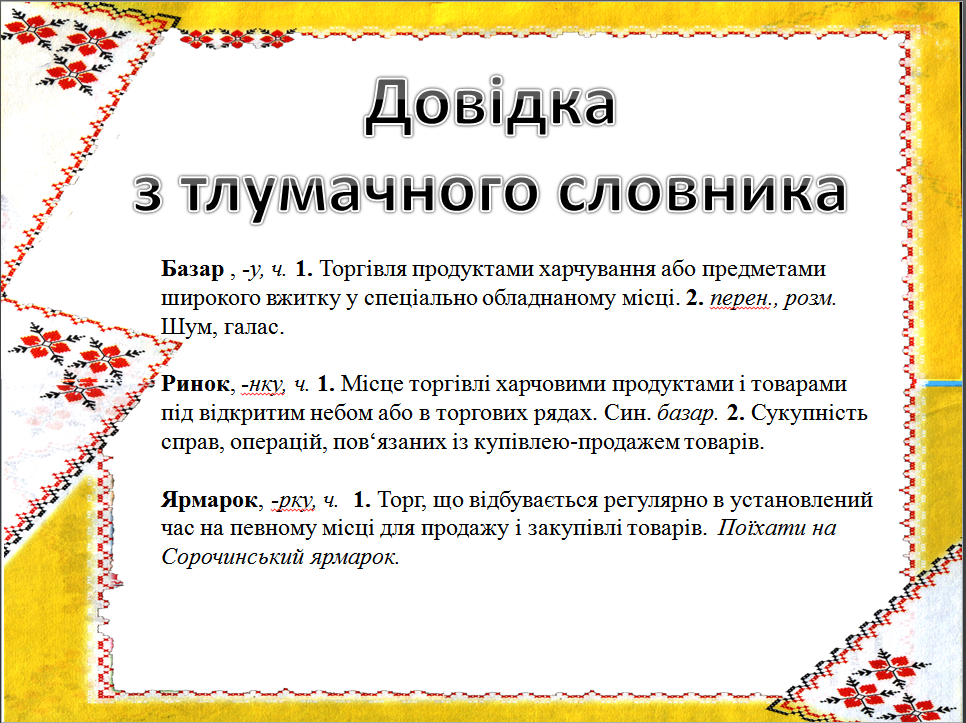 Довідка
з тлумачного словника
Базар , -у, ч. 1. Торгівля продуктами харчування або предметами
широкого вжитку у спеціально обладнаному місці. 2. перен., розм.
Шум, галас.
Ринок, -нку, ч. 1. Місце торгівлі харчовими продуктами і товарами
під відкритим небом або в торгових рядах. Син. базар. 2. Сукупність
справ, операцій, пов‘язаних із купівлею-продажем товарів.
Ярмарок, -рку, ч. 1. Торг, що відбувається регулярно в установлений
час на певному місці для продажу і закупівлі товарів. Поїхати на
Сорочинський ярмарок.